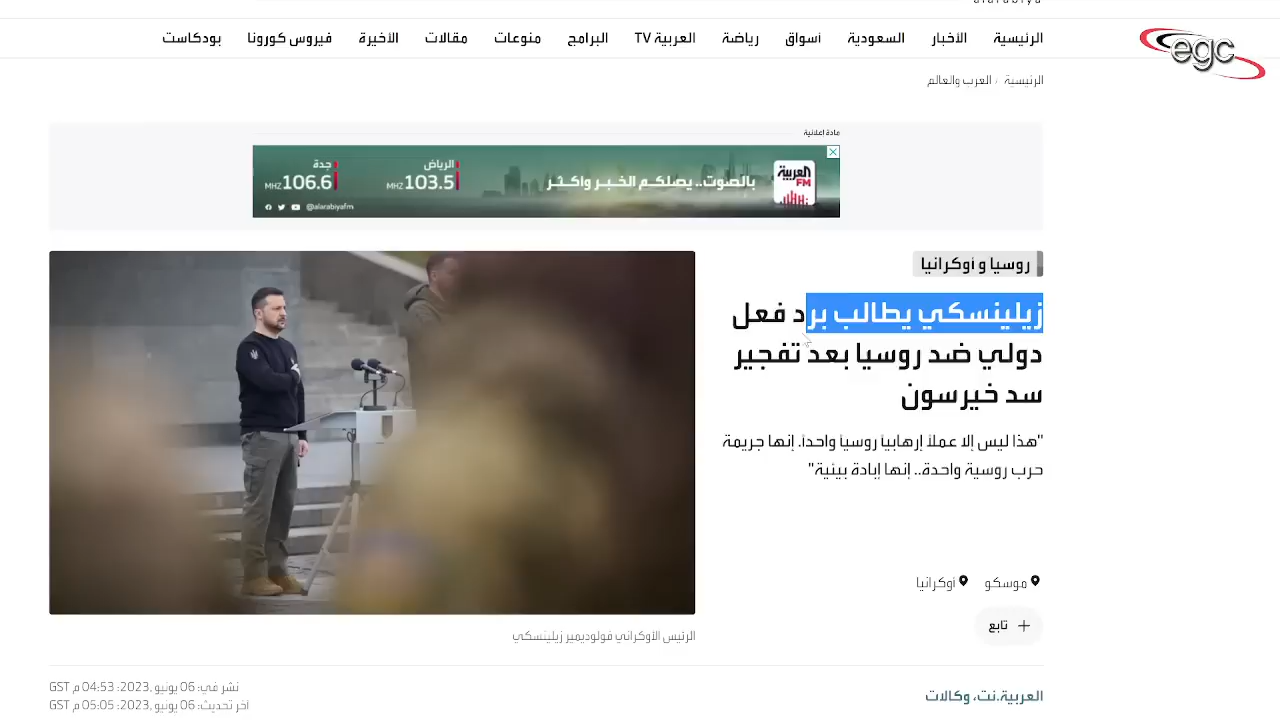 الرئيسية الأخبار السعودية أسواق رياضة العربية TV البرامج منوعات مقالات الأخيرة فيروس كورونا بودكاست
egc
الرئيسية / العرب والعالم
مادة اعلانية
العربية FM بالصوت.. يصلكم الخبر واكثر الرياض جدة
MHZ 103.5 MHZ 106.6
@alarabiyafm
روسيا و أوكرانيا
زيلينسكي يطالب برد فعل
دولي ضد روسيا بعد تفجير
سد خيرسون
"هذا ليس إلا عملاً إرهابياً روسياً واحداً. إنها جريمة
حرب روسية واحدة.. إنها إبادة بيئية"
موسكو أوكرانيا
تابع
الرئيس الأوكراني فولوديمير زيلينسكي
العربية.نت، وكالات
نشر في: 06 يونيو ,2023: 04:53 م GST
آخر تحديث: 06 يونيو ,2023: 05:05 م GST